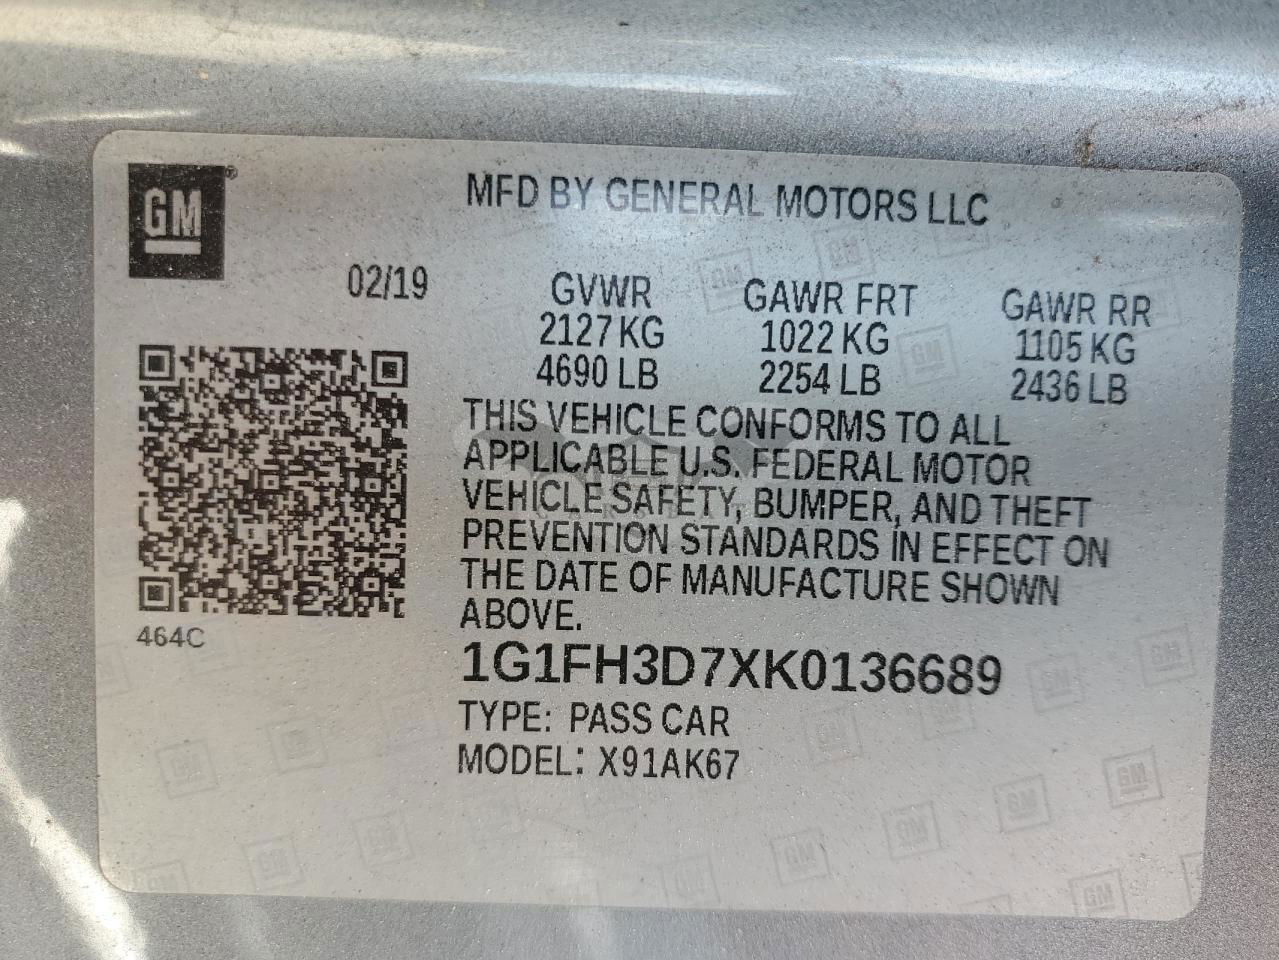 GM
MFD BY GENERAL MOTORS LLC
02/19
GVWR GAWR FRT GAWR RR
2127 KG 1022 KG 1105 KG
4690 LB 2254 LB 2436 LB
THIS VEHICLE CONFORMS TO ALL
APPLICABLE U.S. FEDERAL MOTOR
VEHICLE SAFETY, BUMPER, AND THEFT
PREVENTION STANDARDS IN EFFECT ON
THE DATE OF MANUFACTURE SHOWN
ABOVE.
464C
1G1FH3D7XK0136689
TYPE: PASS CAR
MODEL: X91AK67